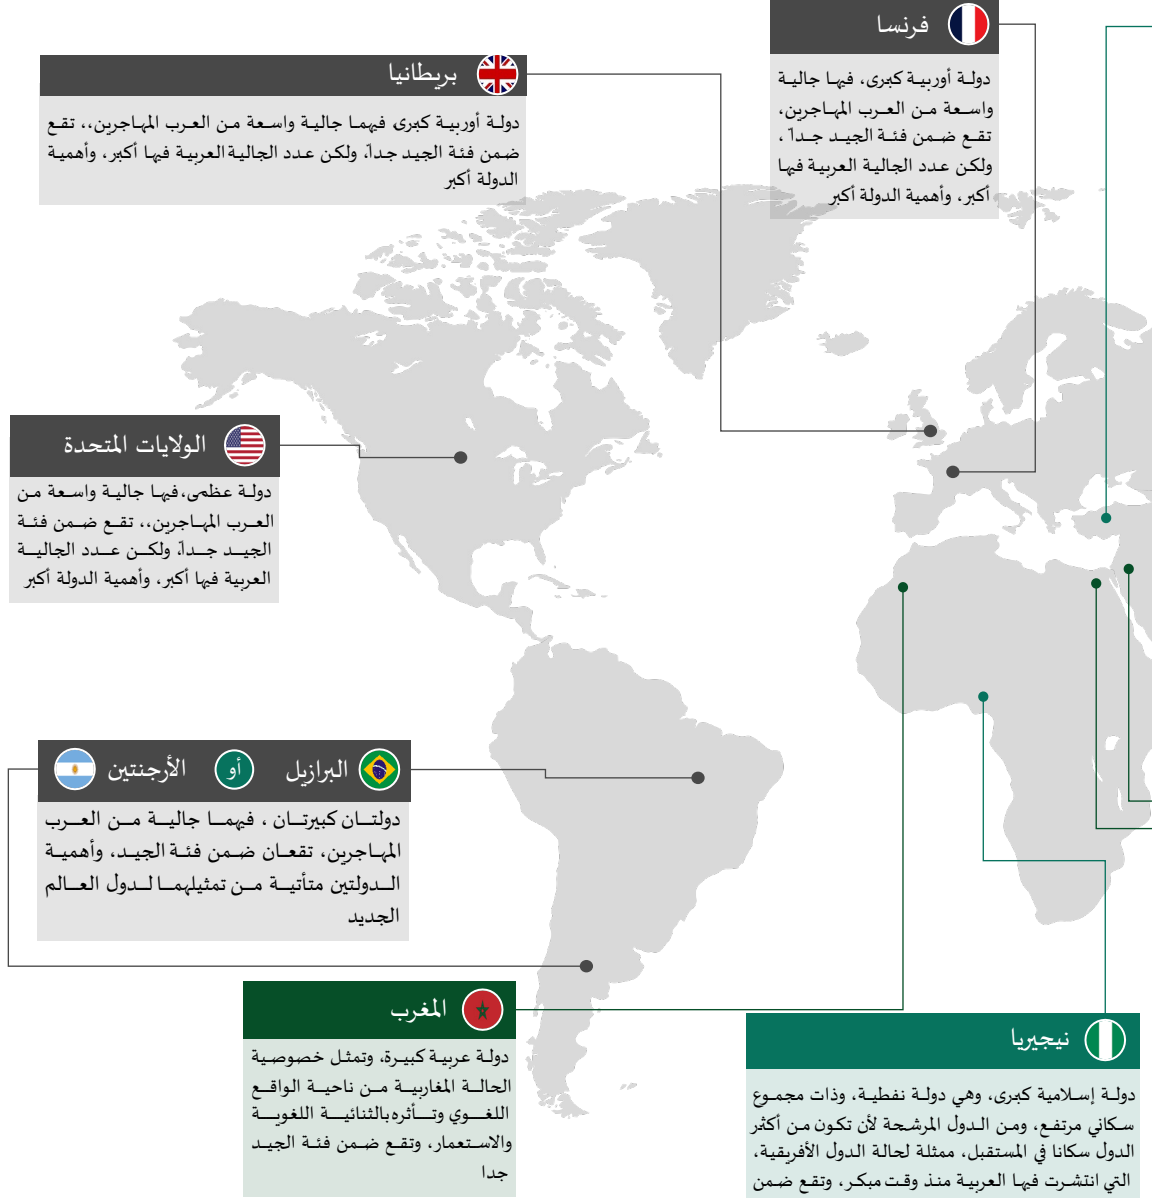 فرنسا
دولة أوربية كبرى، فيها جالية
واسعة من العرب المهاجرين،
تقع ضمن فئة الجيد جداً،
ولكن عدد الجالية العربية فيها
أكبر، وأهمية الدولة أكبر
بريطانيا
دولة أوربية كبرى فيهما جالية واسعة من العرب المهاجرين،، تقع
ضمن فئة الجيد جداً، ولكن عدد الجالية العربية فيها أكبر، وأهمية
الدولة أكبر
الولايات المتحدة
دولة عظمى، فيها جالية واسعة من
العرب المهاجرين،، تقع ضمن فئة
الجيد جداً، ولكن عدد الجالية
العربية فيها أكبر، وأهمية الدولة أكبر
البرازيل أو الأرجنتين
دولتان كبيرتان ، فيهما جالية من العرب
المهاجرين، تقعان ضمن فئة الجيد، وأهمية
الدولتين متأتية من تمثيلهما لدول العالم
الجديد
المغرب
دولة عربية كبيرة، وتمثل خصوصية
الحالة المغاربية من ناحية الواقع
اللغوي وتأثره بالثنائية اللغوية
والاستعمار، وتقع ضمن فئة الجيد
جدا
نيجيريا
دولة إسلامية كبرى، وهي دولة نفطية، وذات مجموع
سكاني مرتفع، ومن الدول المرشحة لأن تكون من أكثر
الدول سكانا في المستقبل، ممثلة لحالة الدول الأفريقية،
التي انتشرت فيها العربية منذ وقت مبكر، وتقع ضمن